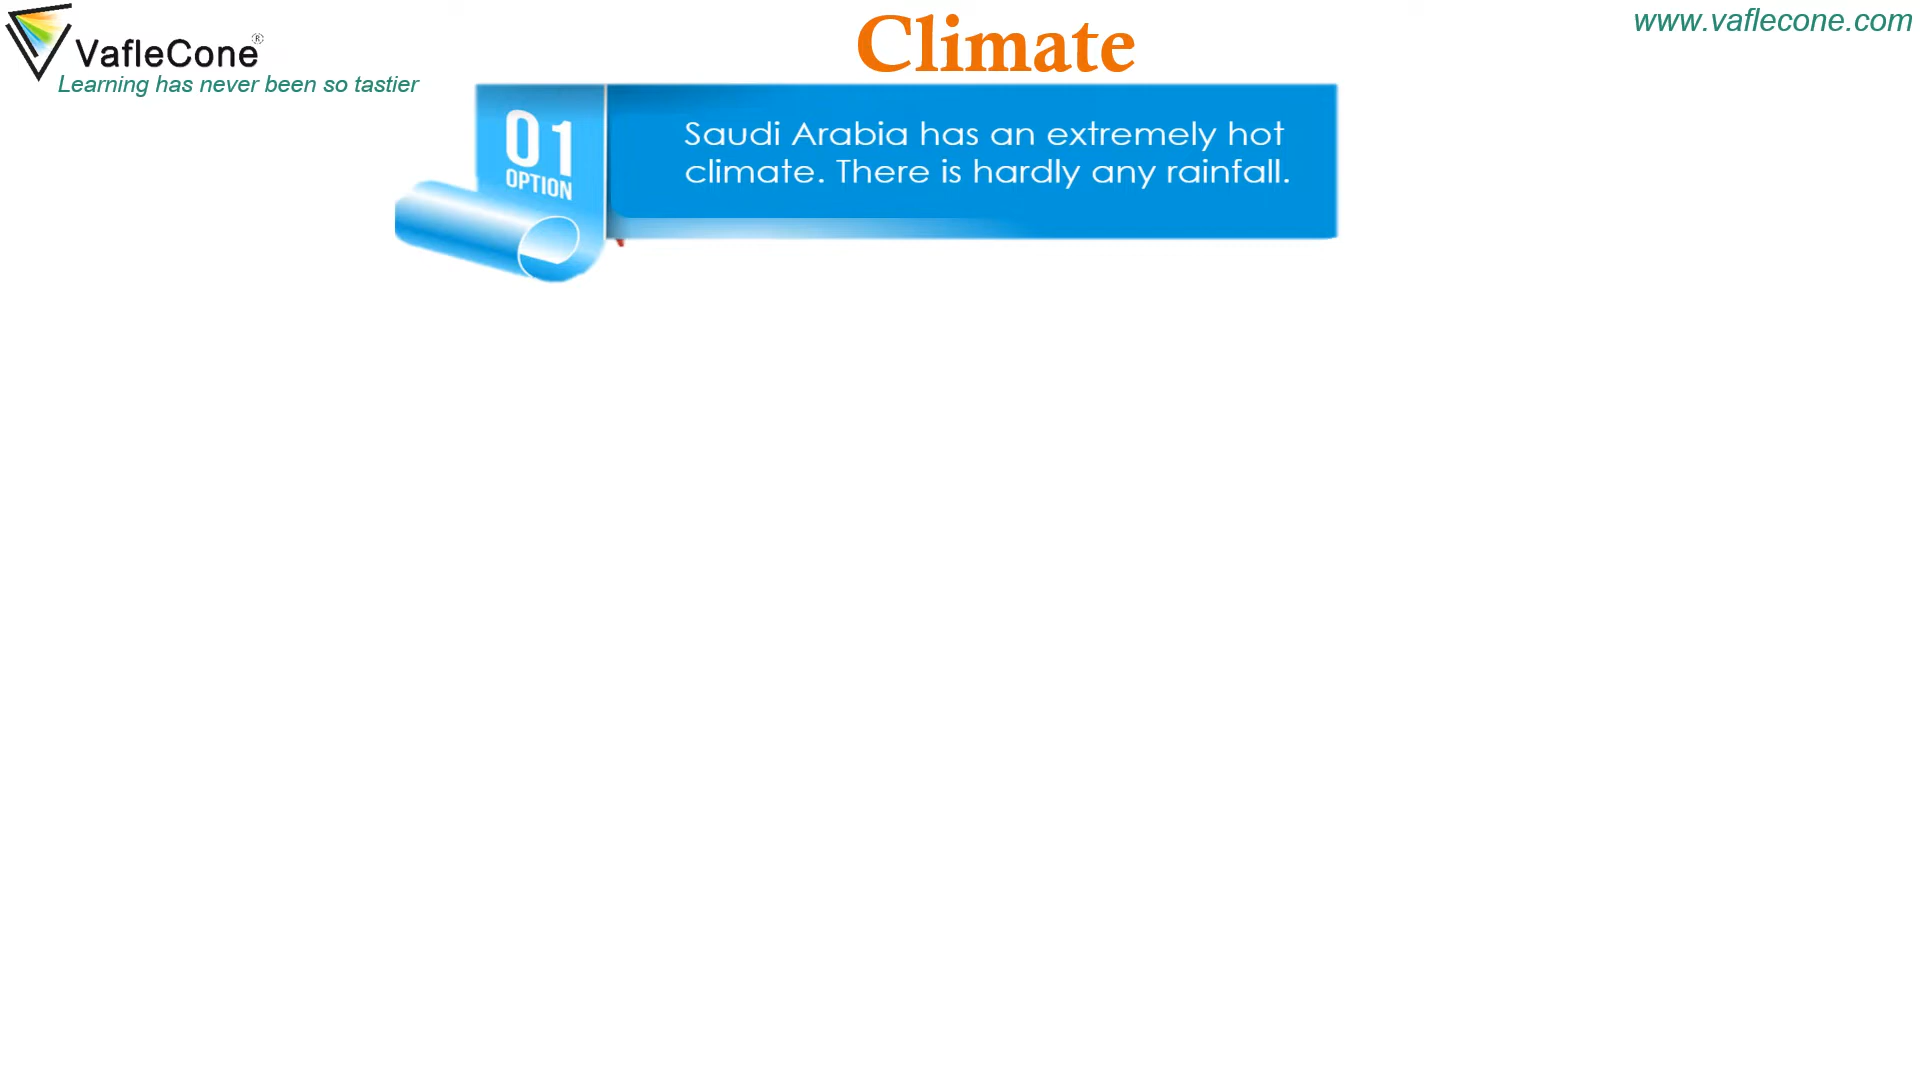 VafleCone®
Learning has never been so tastier
Climate
www.vaflecone.com
01
OPTION
Saudi Arabia has an extremely hot
climate. There is hardly any rainfall.